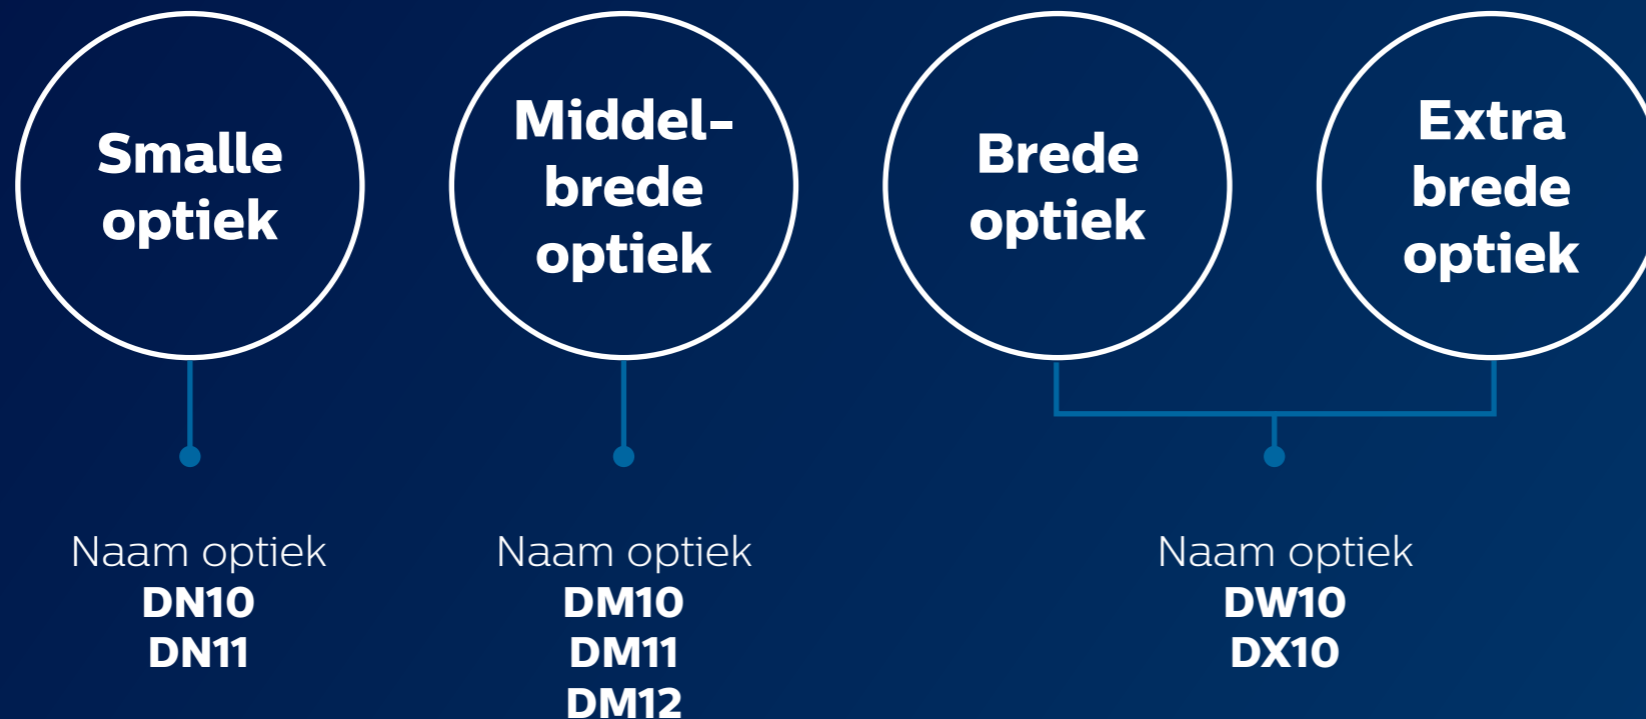 Smalle
optiek
Middel-
brede
optiek
Brede
optiek
Extra
brede
optiek
Naam optiek
DN10
DN11
Naam optiek
DM10
DM11
DM12
Naam optiek
DW10
DX10